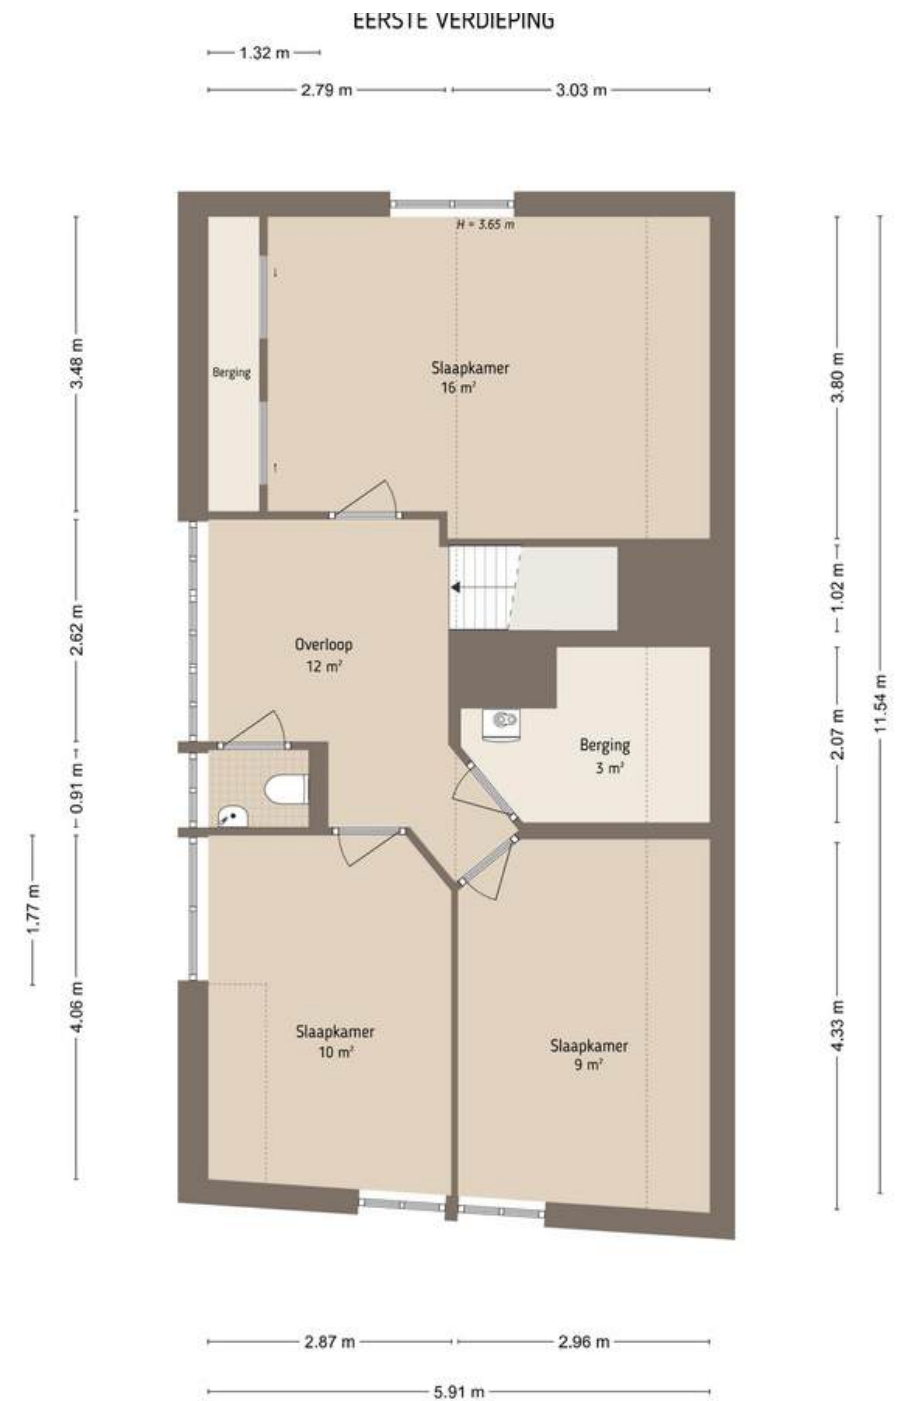 EERSTE VERDIEPING
1.32 m
2.79 m
3.03 m
H = 3.65 m
3.48 m
Berging
Slaapkamer
16 m²
3.80 m
2.62 m
Overloop
12 m²
1.02 m
11.54 m
0.91 m
Berging
3 m²
2.07 m
1.77 m
4.06 m
Slaapkamer
10 m²
Slaapkamer
9 m²
4.33 m
2.87 m
2.96 m
5.91 m